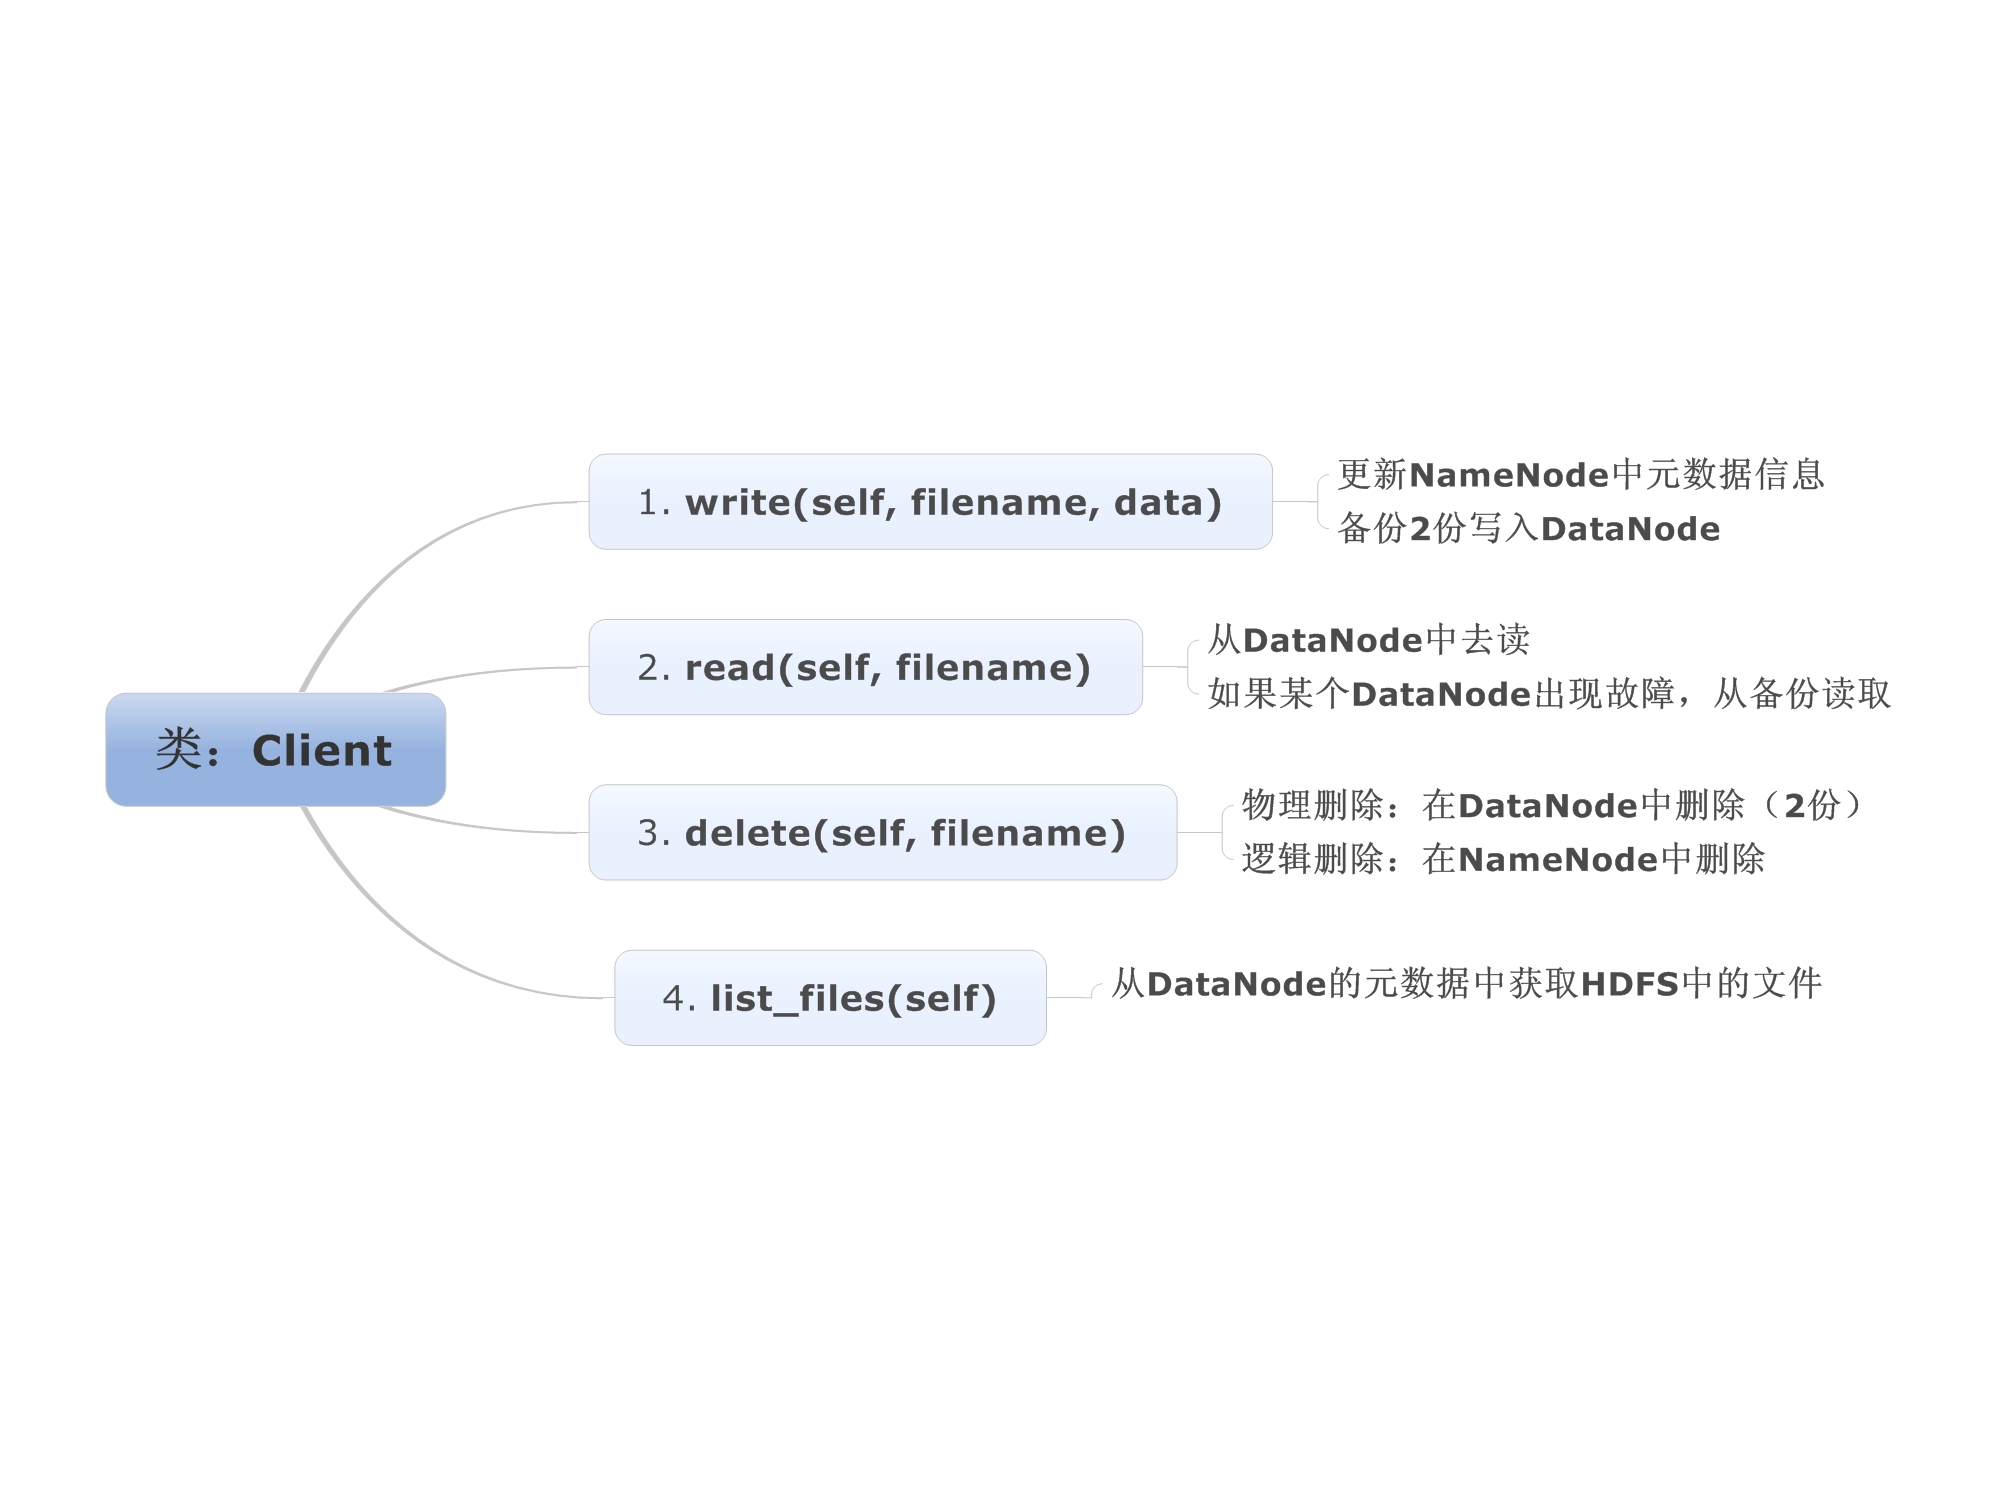 类：Client
1. write(self, filename, data)
更新NameNode中元数据信息
备份2份写入DataNode
2. read(self, filename)
从DataNode中去读
如果某个DataNode出现故障，从备份读取
3. delete(self, filename)
物理删除：在DataNode中删除（2份）
逻辑删除：在NameNode中删除
4. list_files(self)
从DataNode的元数据中获取HDFS中的文件